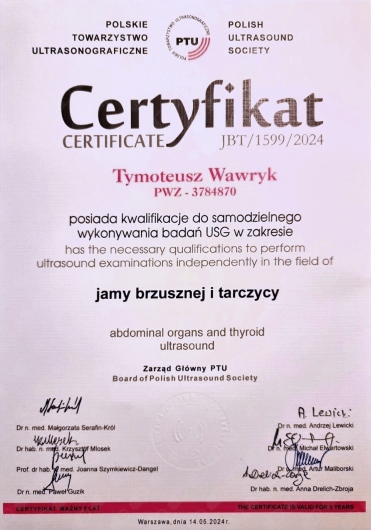 POLSKIE
TOWARZYSTWO
ULTRASONOGRAFICZNE
PTU
POLISH
ULTRASOUND
SOCIETY
Certyfikat
CERTIFICATE JBT/1599/2024
Tymoteusz Wawryk
PWZ - 3784870
posiada kwalifikacje do samodzielnego
wykonywania badań USG w zakresie
has the necessary qualifications to perform
ultrasound examinations independently in the field of
jamy brzusznej i tarczycy
abdominal organs and thyroid
ultrasound
Zarząd Główny PTU
Board of Polish Ultrasound Society
A. Lewicki
Dr n. med. Małgorzata Serafin-Król
Dr n. med. Andrzej Lewicki
Dr hab. n. med. Krzysztof Mlosek
Dr n. med. Michał Elwertowski
Prof. dr hab. n. med. Joanna Szymkiewicz-Dangel
Dr n. med. Artur Maliborski
Dr n. med. Paweł Guzik
Dr hab. n. med. Anna Drelich-Zbroja
CERTYFIKAT WAŻNY 5 LAT
THE CERTIFICATE IS VALID FOR 5 YEARS
Warszawa, dnia 14.05.2024r.